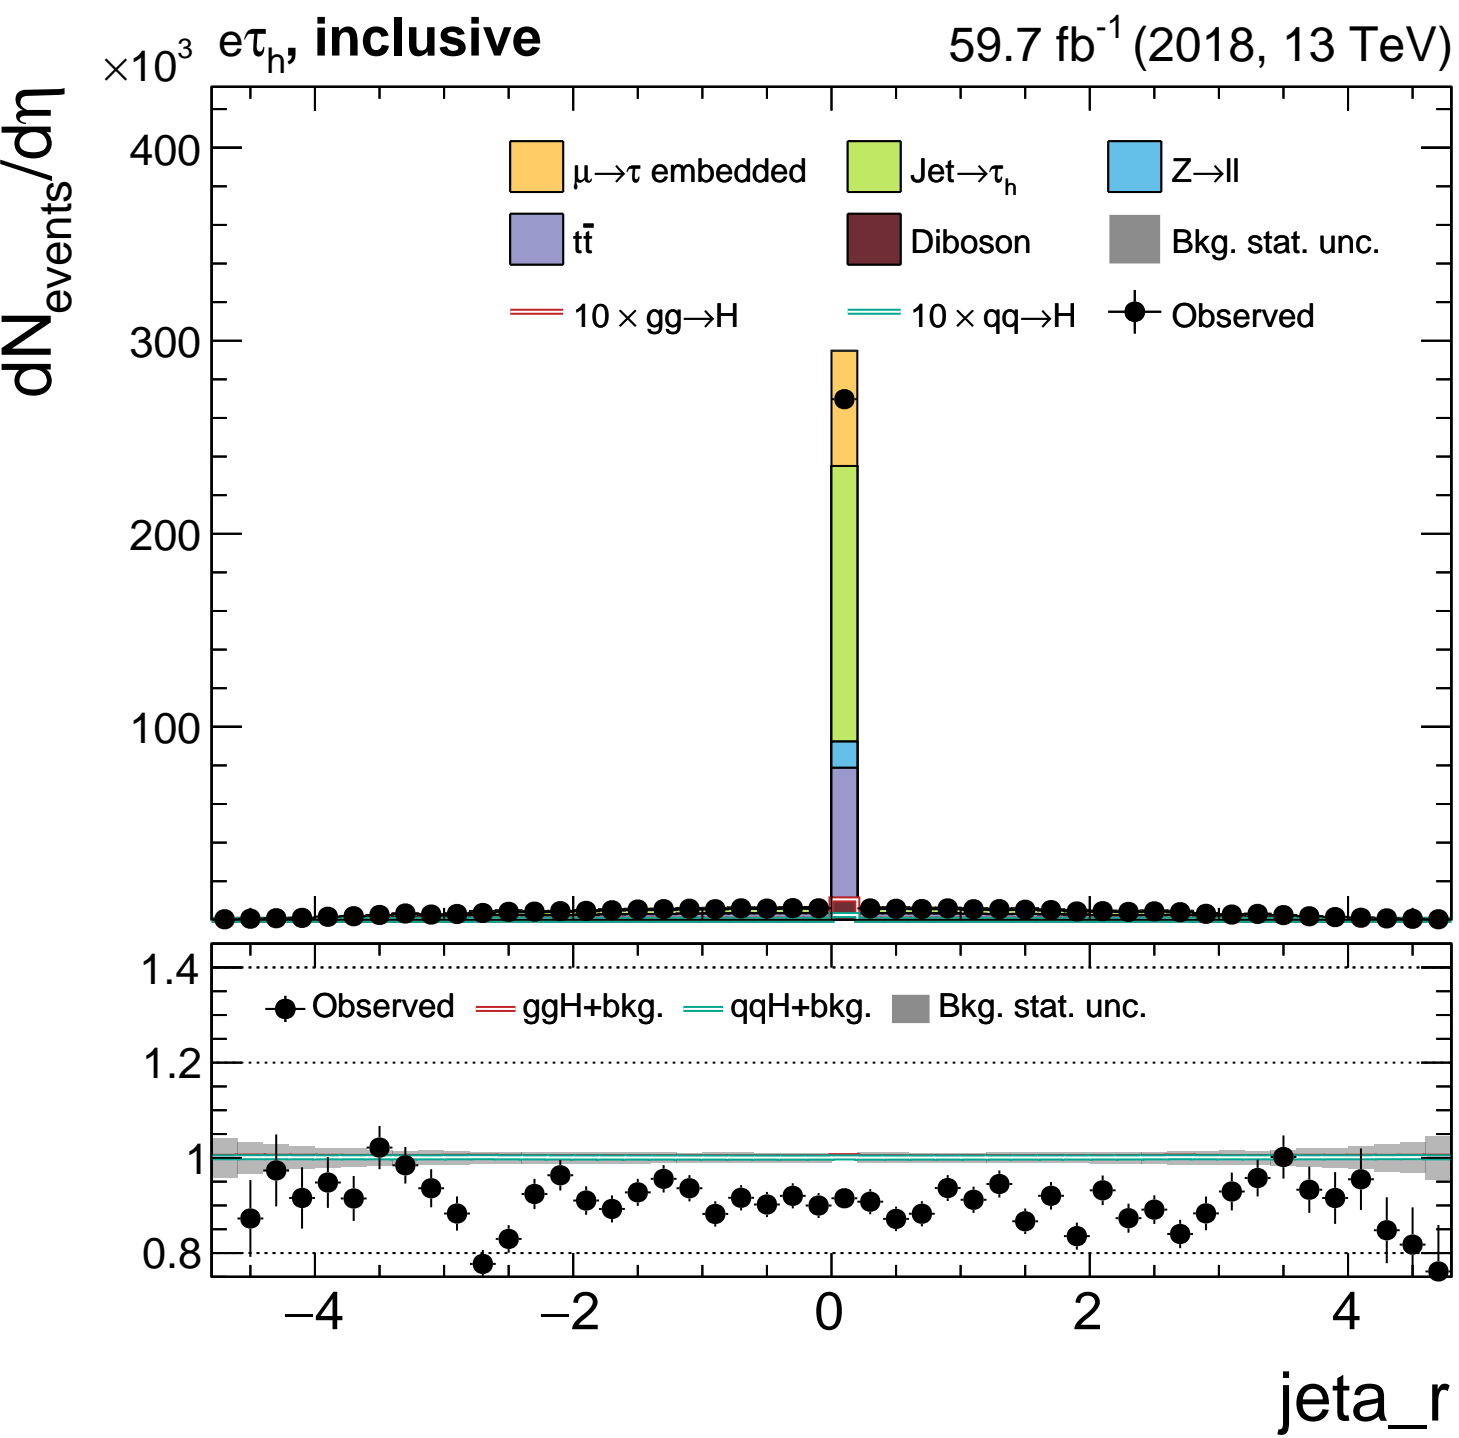 ×10³ eτₕ, inclusive 59.7 fb⁻¹ (2018, 13 TeV)
dN_events/dη
400
300
200
100
μ→τ embedded Jet→τₕ Z→ll
tt̄ Diboson Bkg. stat. unc.
10 × gg→H 10 × qq→H Observed
1.4
1.2
1
0.8
Observed ggH+bkg. qqH+bkg. Bkg. stat. unc.
−4 −2 0 2 4
jeta_r